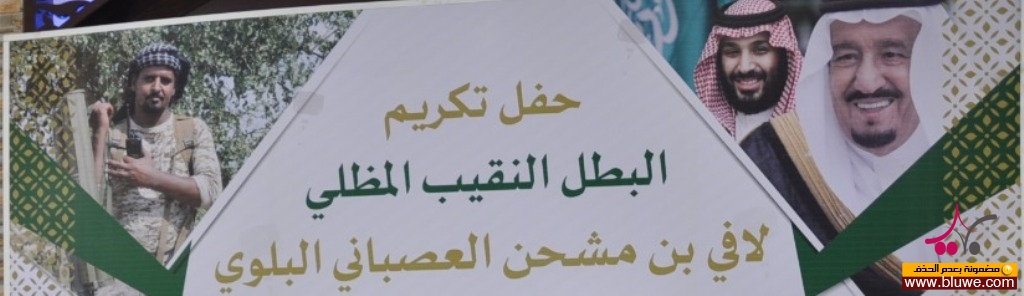 حفل تكريم
البطل النقيب المظلي
لافي بن مشحن العصباني البلوي
مضمونة بعدم الحذف
www.bluwe.com